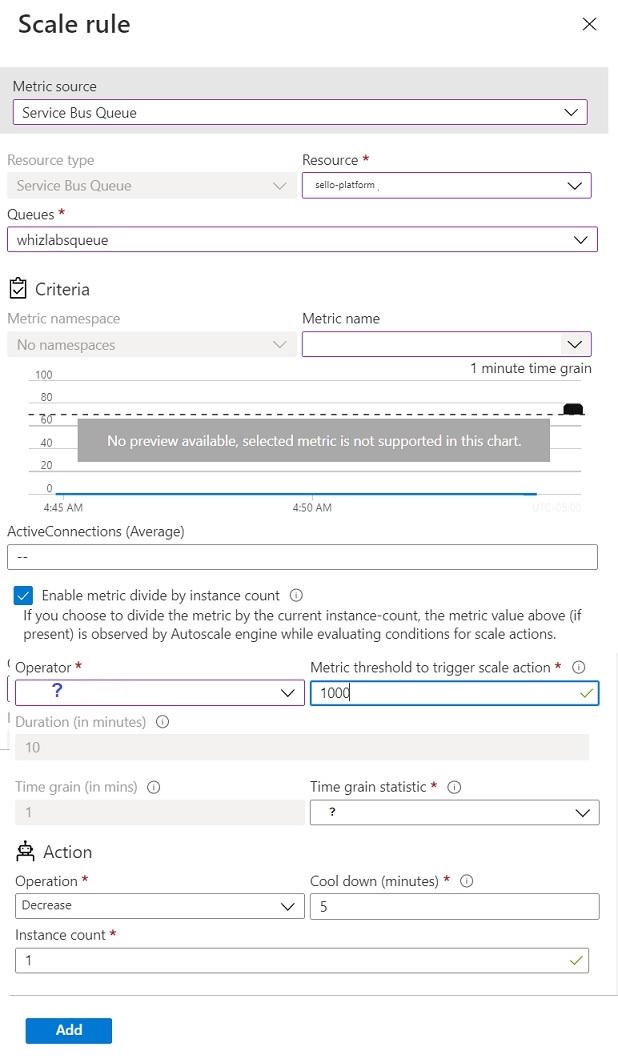 Scale rule
Metric source
Service Bus Queue
Resource type
Resource *
Service Bus Queue
sello-platform
Queues *
whizlabsqueue
Criteria
Metric namespace
Metric name
No namespaces
1 minute time grain
100
80
60
40
20
0
No preview available, selected metric is not supported in this chart.
4:45 AM
4:50 AM
UTC-05:00
ActiveConnections (Average)
--
Enable metric divide by instance count
If you choose to divide the metric by the current instance-count, the metric value above (if
present) is observed by Autoscale engine while evaluating conditions for scale actions.
Operator *
Metric threshold to trigger scale action *
?
1000
Duration (in minutes)
10
Time grain (in mins)
Time grain statistic *
1
?
Action
Operation *
Cool down (minutes) *
Decrease
5
Instance count *
1
Add